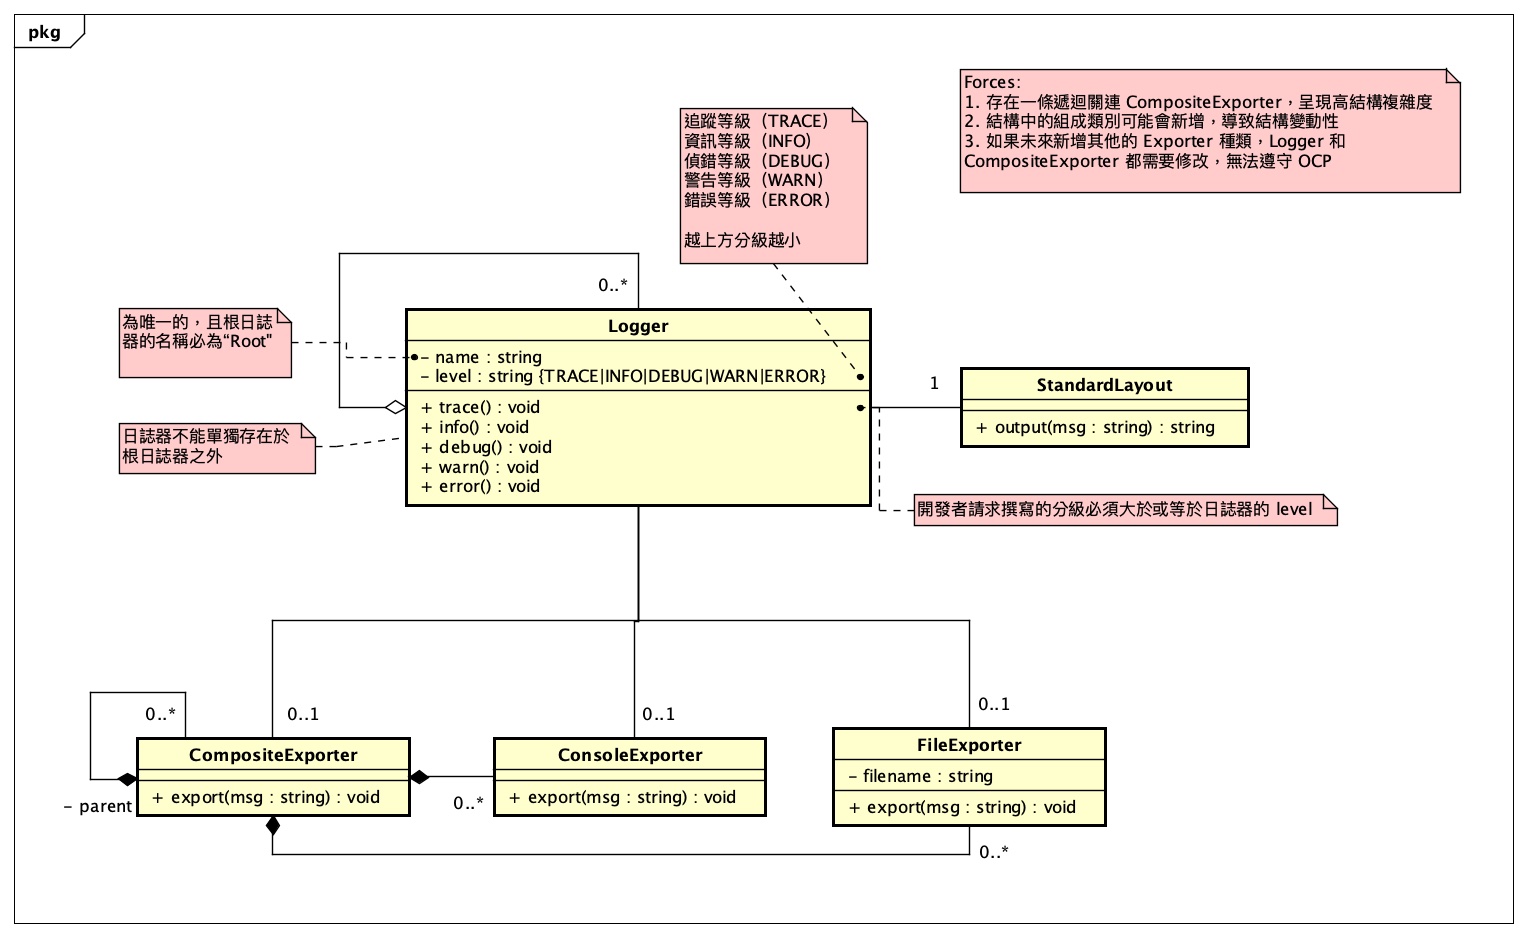 pkg
Forces:
1. 存在一條遞迴關連 CompositeExporter，呈現高結構複雜度
2. 結構中的組成類別可能會新增，導致結構變動性
3. 如果未來新增其他的 Exporter 種類，Logger 和
CompositeExporter 都需要修改，無法遵守 OCP
追蹤等級（TRACE）
資訊等級（INFO）
偵錯等級（DEBUG）
警告等級（WARN）
錯誤等級（ERROR）
越上方分級越小
0..*
為唯一的，且根日誌
器的名稱必為“Root"
Logger
- name : string
- level : string {TRACE|INFO|DEBUG|WARN|ERROR}
+ trace() : void
+ info() : void
+ debug() : void
+ warn() : void
+ error() : void
1
StandardLayout
+ output(msg : string) : string
日誌器不能單獨存在於
根日誌器之外
開發者請求撰寫的分級必須大於或等於日誌器的 level
0..*
0..1
0..1
0..1
CompositeExporter
+ export(msg : string) : void
- parent
0..*
ConsoleExporter
+ export(msg : string) : void
FileExporter
- filename : string
+ export(msg : string) : void
0..*